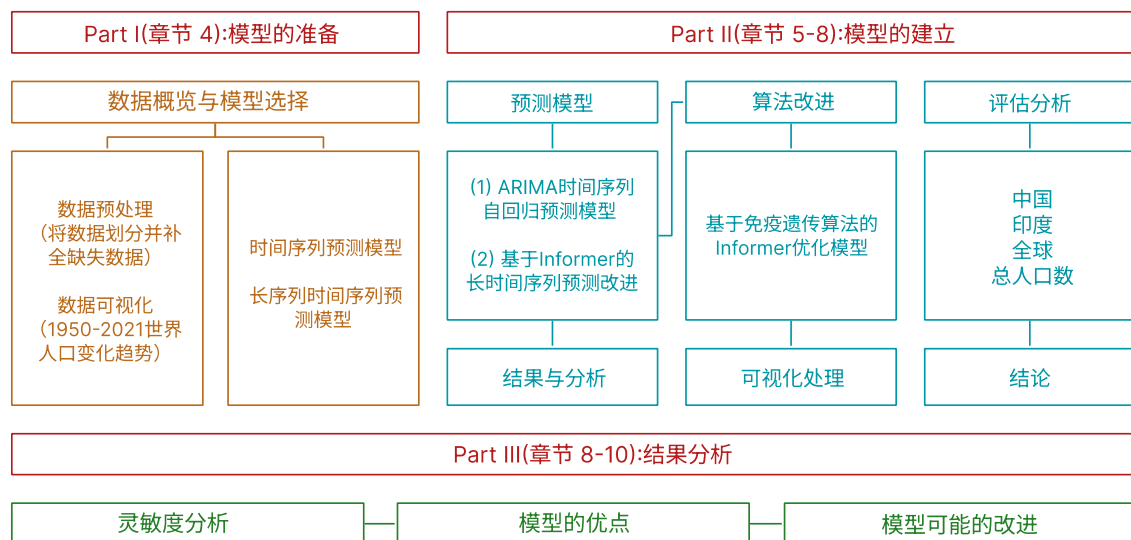 Part I(章节 4):模型的准备
Part II(章节 5-8):模型的建立
数据概览与模型选择
数据预处理
（将数据划分并补
全缺失数据）
数据可视化
（1950-2021世界
人口变化趋势）
时间序列预测模型
长序列时间序列预
测模型
预测模型
(1) ARIMA时间序列
自回归预测模型
(2) 基于Informer的
长时间序列预测改进
结果与分析
算法改进
基于免疫遗传算法的
Informer优化模型
可视化处理
评估分析
中国
印度
全球
总人口数
结论
Part III(章节 8-10):结果分析
灵敏度分析
模型的优点
模型可能的改进